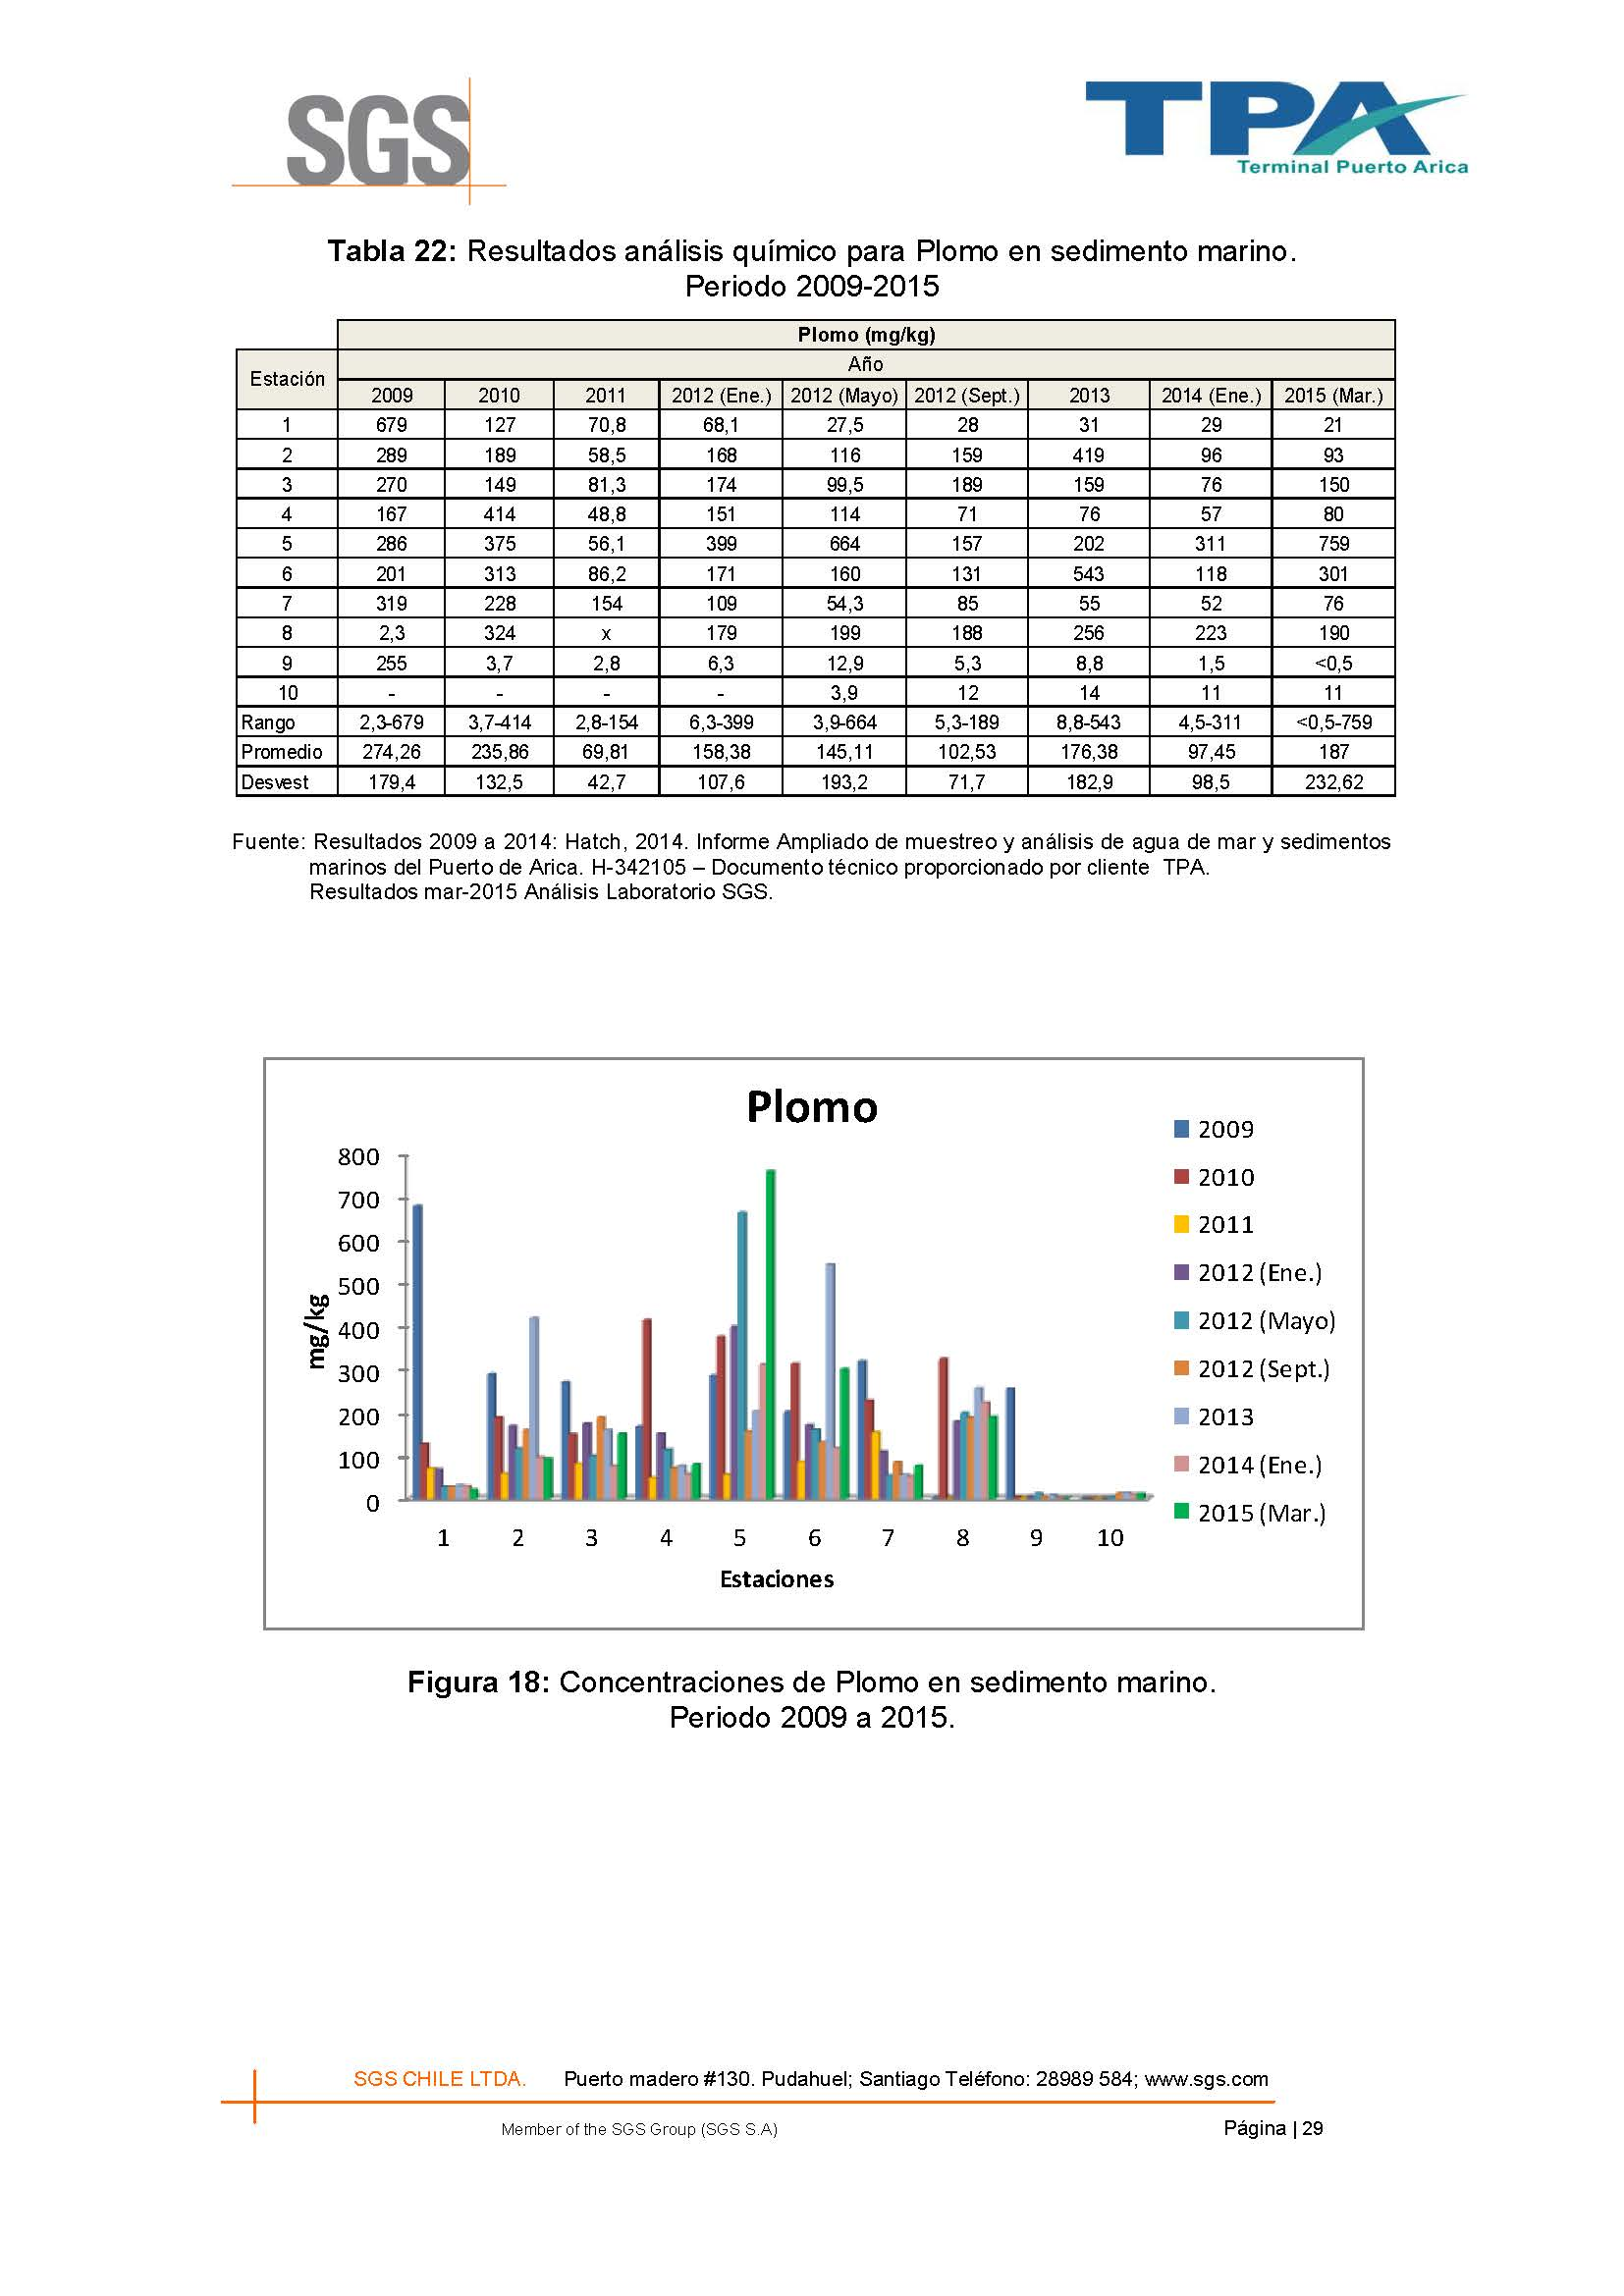 SGS
TPA
Terminal Puerto Arica
Tabla 22: Resultados análisis químico para Plomo en sedimento marino.
Periodo 2009-2015
Plomo (mg/kg)
Estación Año
2009 2010 2011 2012 (Ene.) 2012 (Mayo) 2012 (Sept.) 2013 2014 (Ene.) 2015 (Mar.)
1 679 127 70,8 68,1 27,5 28 31 29 21
2 289 189 58,5 168 116 159 419 96 93
3 270 149 81,3 174 99,5 189 159 76 150
4 167 414 48,8 151 114 71 76 57 80
5 286 375 56,1 399 664 157 202 311 759
6 201 313 86,2 171 160 131 543 118 301
7 319 228 154 109 54,3 85 55 52 76
8 2,3 324 x 179 199 188 256 223 190
9 255 3,7 2,8 6,3 12,9 5,3 8,8 1,5 <0,5
10 - - - - 3,9 12 14 11 11
Rango 2,3-679 3,7-414 2,8-154 6,3-399 3,9-664 5,3-189 8,8-543 4,5-311 <0,5-759
Promedio 274,26 235,86 69,81 158,38 145,11 102,53 176,38 97,45 187
Desvest 179,4 132,5 42,7 107,6 193,2 71,7 182,9 98,5 232,62
Fuente: Resultados 2009 a 2014: Hatch, 2014. Informe Ampliado de muestreo y análisis de agua de mar y sedimentos
marinos del Puerto de Arica. H-342105 – Documento técnico proporcionado por cliente TPA.
Resultados mar-2015 Análisis Laboratorio SGS.
Plomo
mg/kg
800
700
600
500
400
300
200
100
0
1 2 3 4 5 6 7 8 9 10
Estaciones
2009
2010
2011
2012 (Ene.)
2012 (Mayo)
2012 (Sept.)
2013
2014 (Ene.)
2015 (Mar.)
Figura 18: Concentraciones de Plomo en sedimento marino.
Periodo 2009 a 2015.
SGS CHILE LTDA. Puerto madero #130. Pudahuel; Santiago Teléfono: 28989 584; www.sgs.com
Member of the SGS Group (SGS S.A) Página | 29